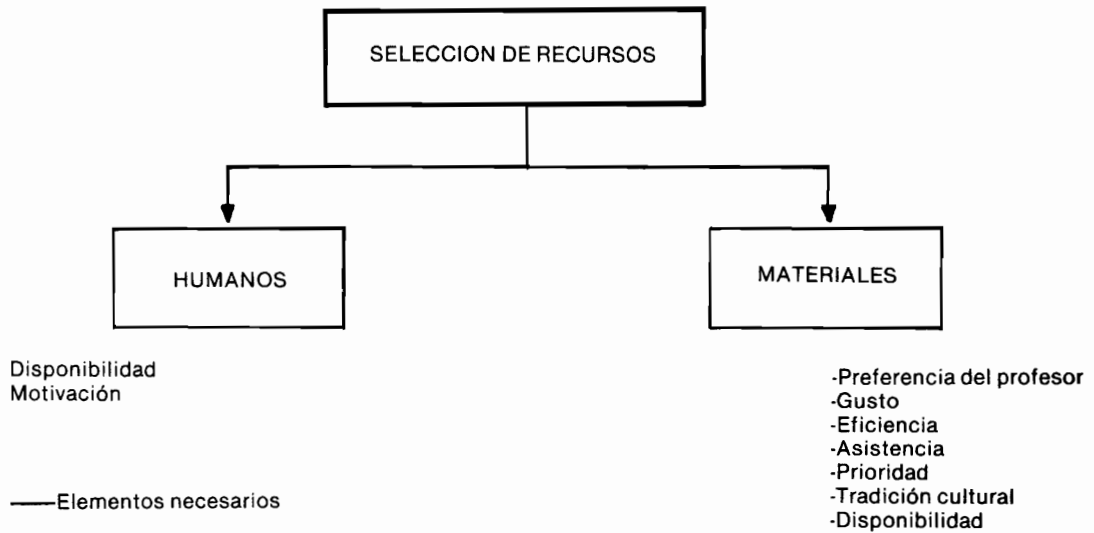 SELECCION DE RECURSOS
HUMANOS
MATERIALES
Disponibilidad
Motivación
-Preferencia del profesor
-Gusto
-Eficiencia
-Asistencia
-Prioridad
-Tradición cultural
-Disponibilidad
——Elementos necesarios